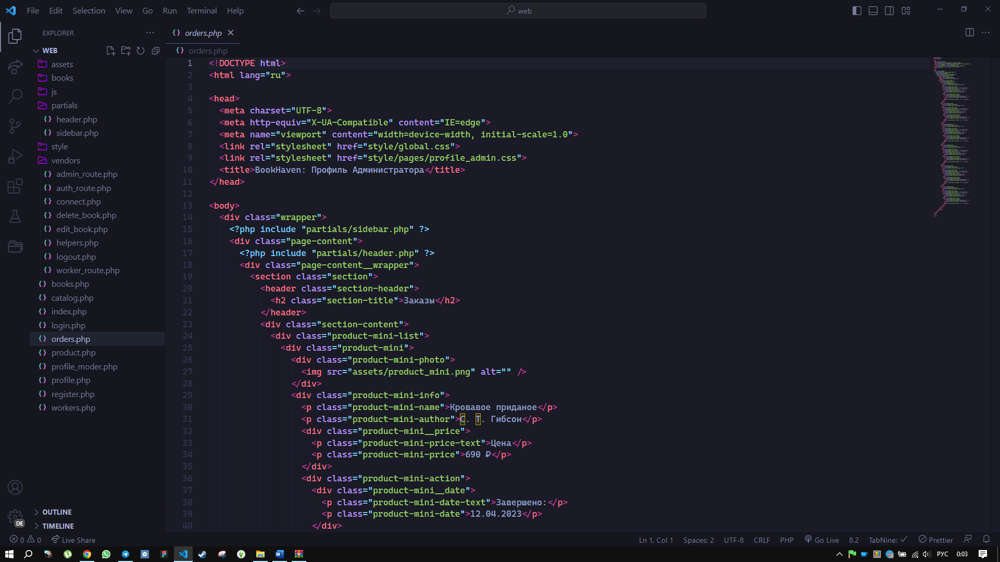 File Edit Selection View Go Run Terminal Help
web
EXPLORER
WEB
assets
books
js
partials
header.php
sidebar.php
style
vendors
admin_route.php
auth_route.php
connect.php
delete_book.php
edit_book.php
helpers.php
logout.php
worker_route.php
books.php
catalog.php
index.php
login.php
orders.php
product.php
profile_moder.php
profile.php
register.php
workers.php
OUTLINE
TIMELINE
DE
orders.php
orders.php
1 <!DOCTYPE html>
2 <html lang="ru">
3
4 <head>
5 <meta charset="UTF-8">
6 <meta http-equiv="X-UA-Compatible" content="IE=edge">
7 <meta name="viewport" content="width=device-width, initial-scale=1.0">
8 <link rel="stylesheet" href="style/global.css">
9 <link rel="stylesheet" href="style/pages/profile_admin.css">
10 <title>BookHaven: Профиль Администратора</title>
11 </head>
12
13 <body>
14 <div class="wrapper">
15 <?php include "partials/sidebar.php" ?>
16 <div class="page-content">
17 <?php include "partials/header.php" ?>
18 <div class="page-content__wrapper">
19 <section class="section">
20 <header class="section-header">
21 <h2 class="section-title">Заказы</h2>
22 </header>
23 <div class="section-content">
24 <div class="product-mini-list">
25 <div class="product-mini">
26 <div class="product-mini-photo">
27 <img src="assets/product_mini.png" alt="" />
28 </div>
29 <div class="product-mini-info">
30 <p class="product-mini-name">Кровавое приданое</p>
31 <p class="product-mini-author">С. Т. Гибсон</p>
32 <div class="product-mini__price">
33 <p class="product-mini-price-text">Цена</p>
34 <p class="product-mini-price">690 ₽</p>
35 </div>
36 <div class="product-mini-action">
37 <div class="product-mini__date">
38 <p class="product-mini-date-text">Завершено:</p>
39 <p class="product-mini-date">12.04.2023</p>
40 </div>
0 0 Live Share
Ln 1, Col 1 Spaces: 2 UTF-8 CRLF PHP Go Live 8.2 TabNine: Prettier
РУС 0:03